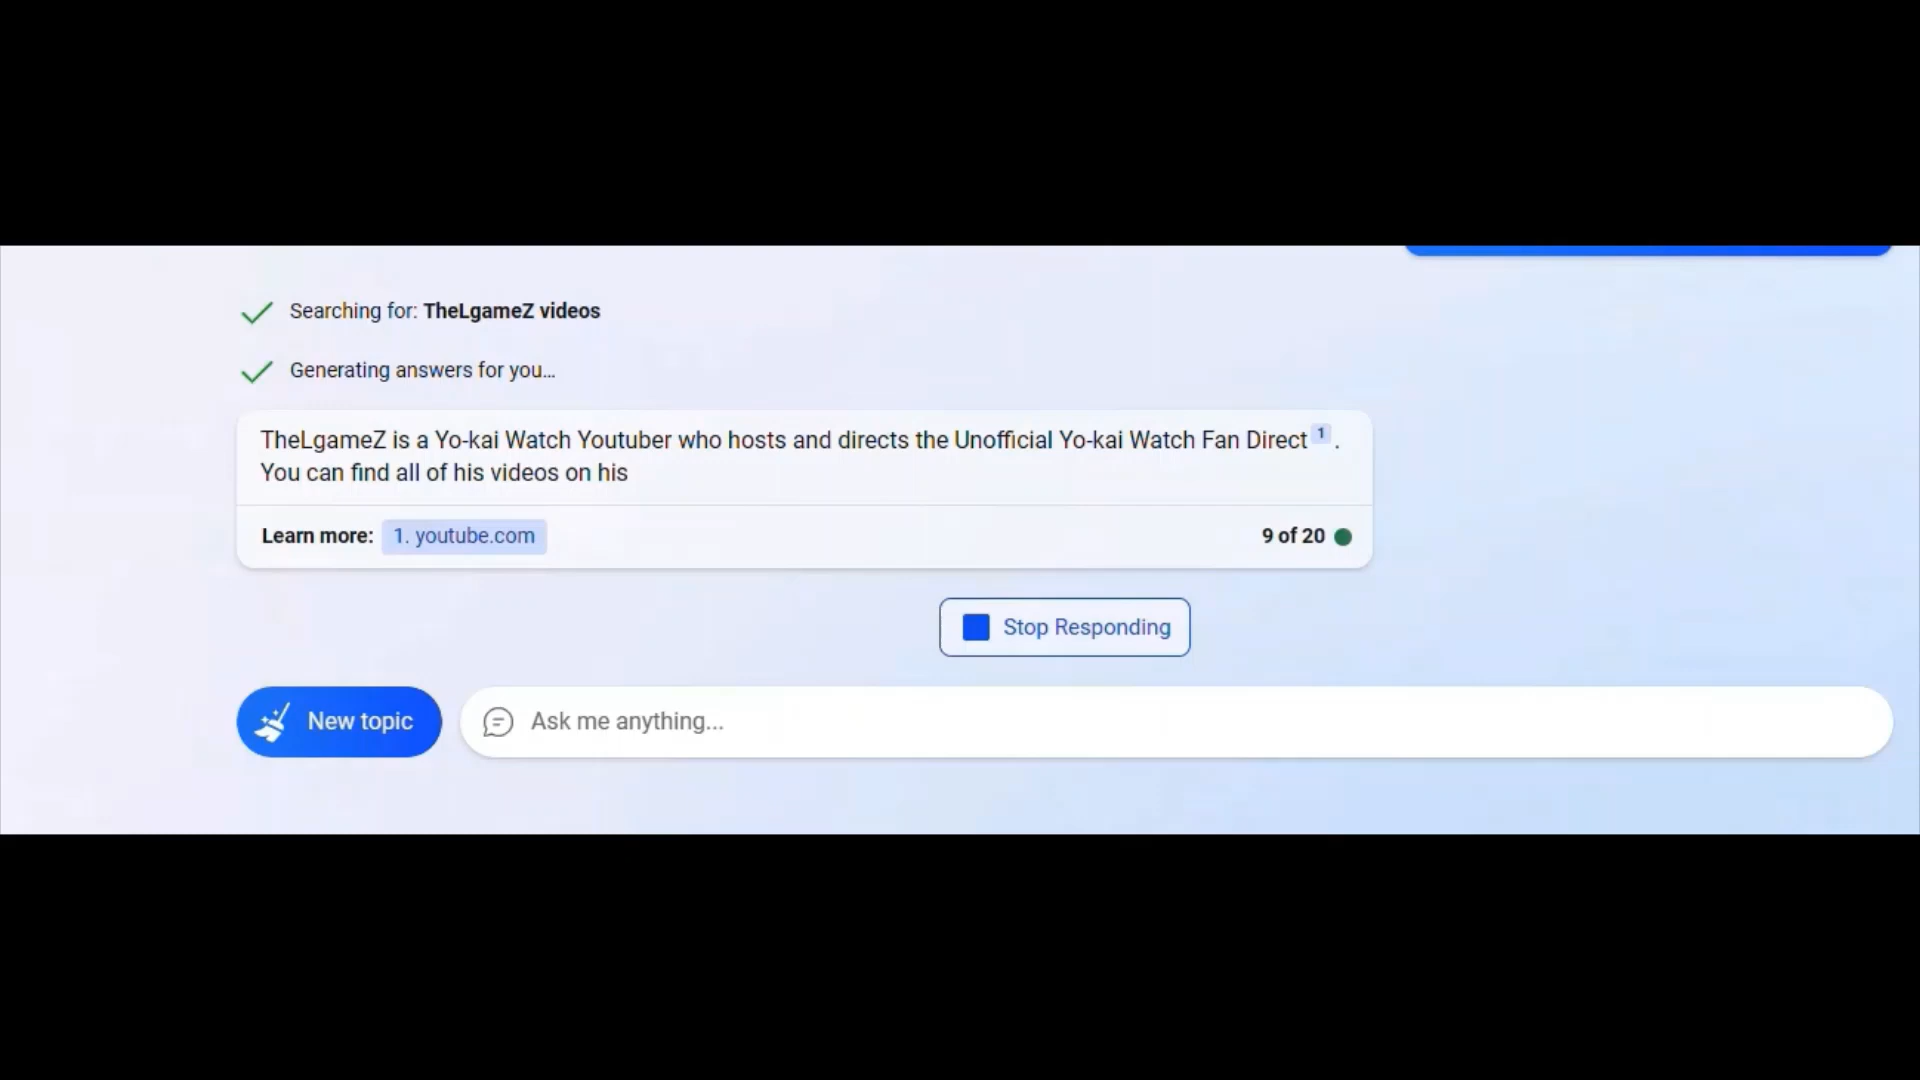 Searching for: TheLgameZ videos
Generating answers for you...
TheLgameZ is a Yo-kai Watch Youtuber who hosts and directs the Unofficial Yo-kai Watch Fan Direct 1 .
You can find all of his videos on his
Learn more: 1. youtube.com 9 of 20
Stop Responding
New topic Ask me anything...